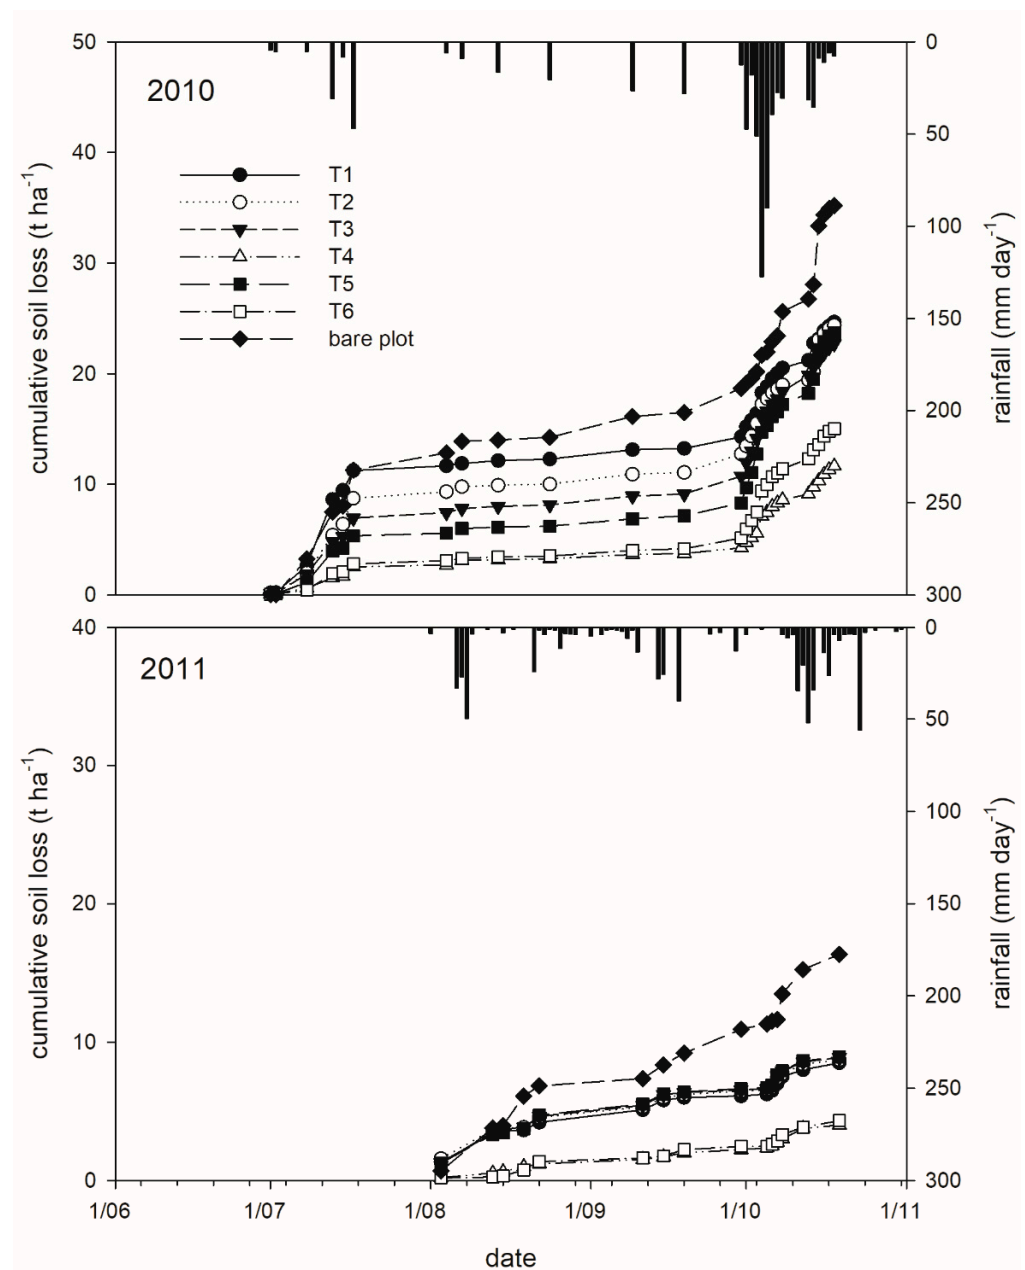 50
40
30
20
10
0
cumulative soil loss (t ha⁻¹)
2010
T1
T2
T3
T4
T5
T6
bare plot
0
50
100
150
200
250
300
rainfall (mm day⁻¹)
40
30
20
10
0
cumulative soil loss (t ha⁻¹)
2011
0
50
100
150
200
250
300
rainfall (mm day⁻¹)
1/06 1/07 1/08 1/09 1/10 1/11
date